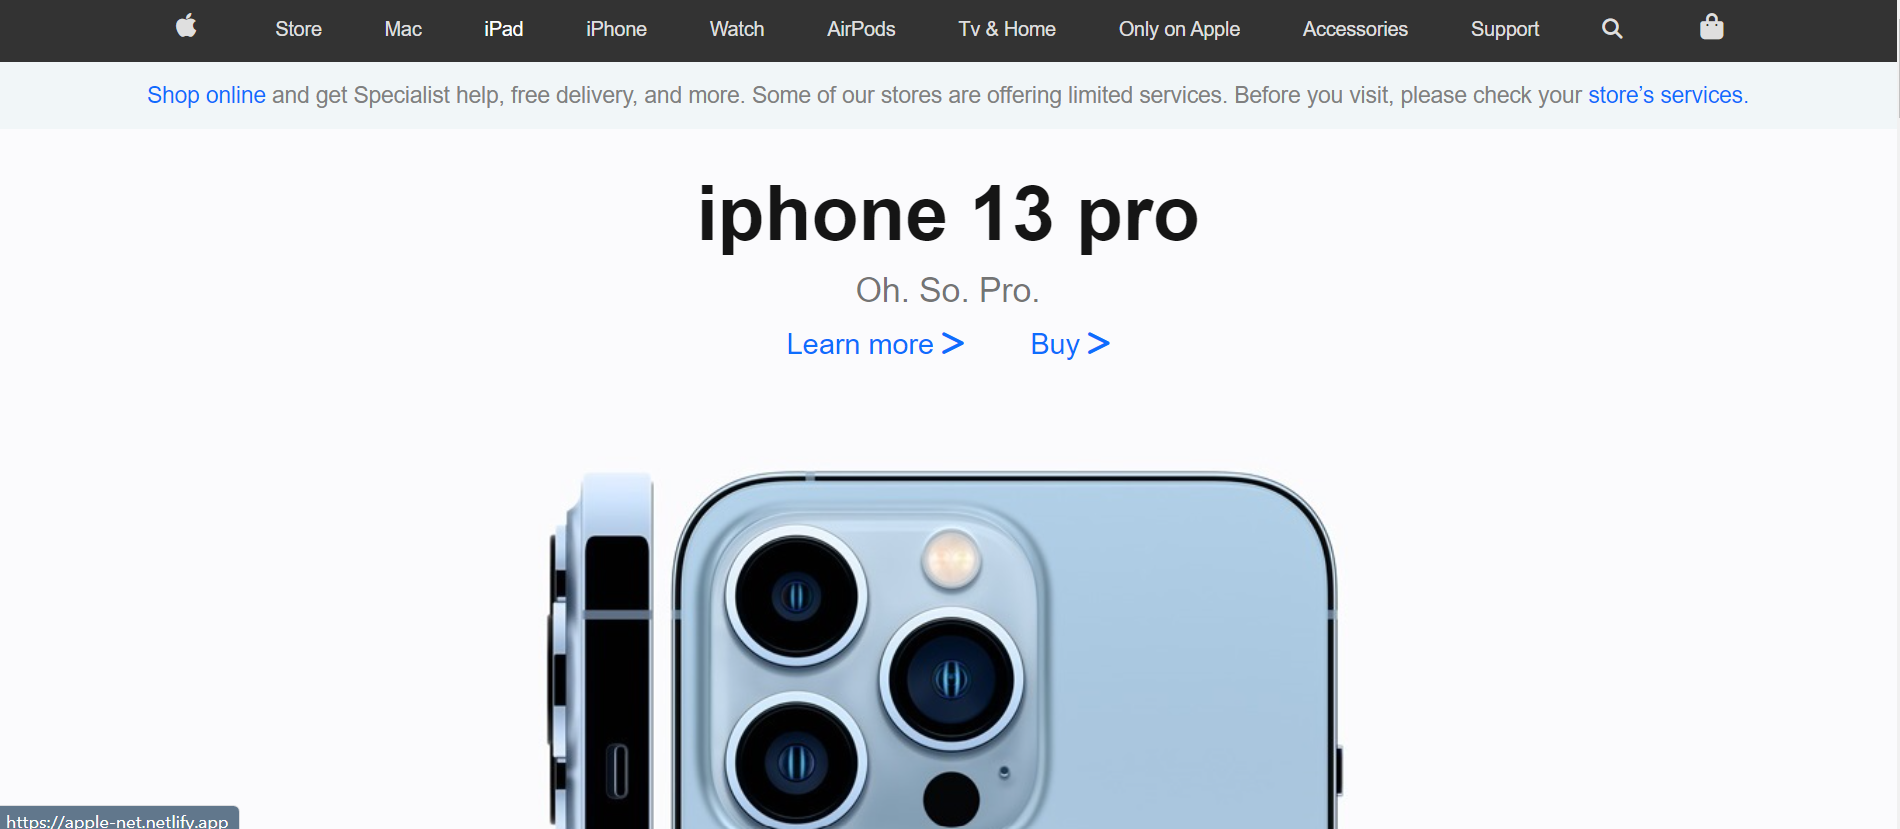 Store Mac iPad iPhone Watch AirPods Tv & Home Only on Apple Accessories Support
Shop online and get Specialist help, free delivery, and more. Some of our stores are offering limited services. Before you visit, please check your store’s services.
iphone 13 pro
Oh. So. Pro.
Learn more > Buy >
https://apple-net.netlify.app